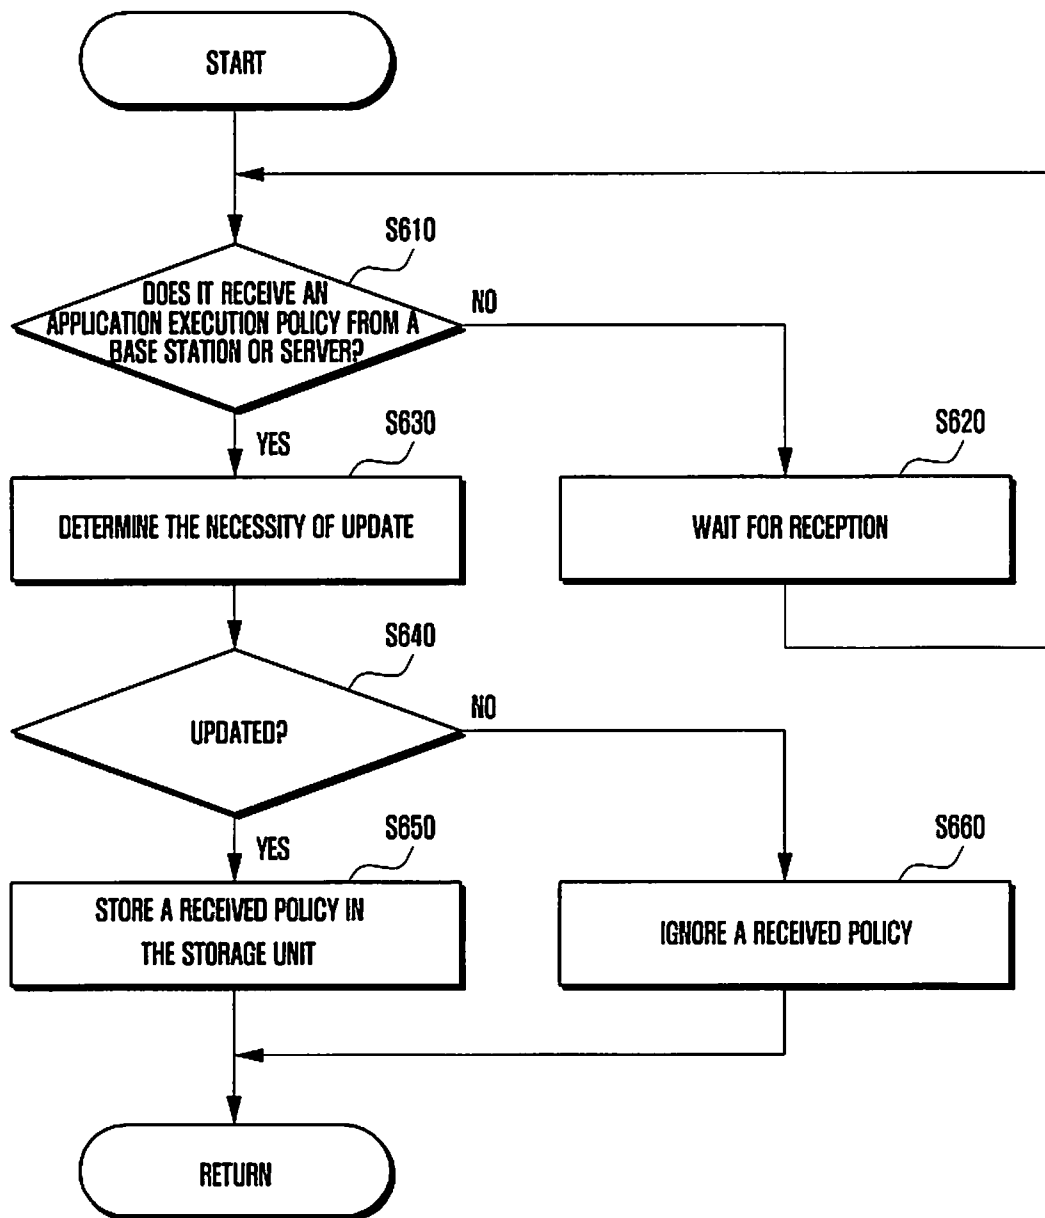 START
S610
DOES IT RECEIVE AN
APPLICATION EXECUTION POLICY FROM A
BASE STATION OR SERVER?
NO
YES
S630
S620
DETERMINE THE NECESSITY OF UPDATE
WAIT FOR RECEPTION
S640
UPDATED?
NO
YES
S650
S660
STORE A RECEIVED POLICY IN
THE STORAGE UNIT
IGNORE A RECEIVED POLICY
RETURN